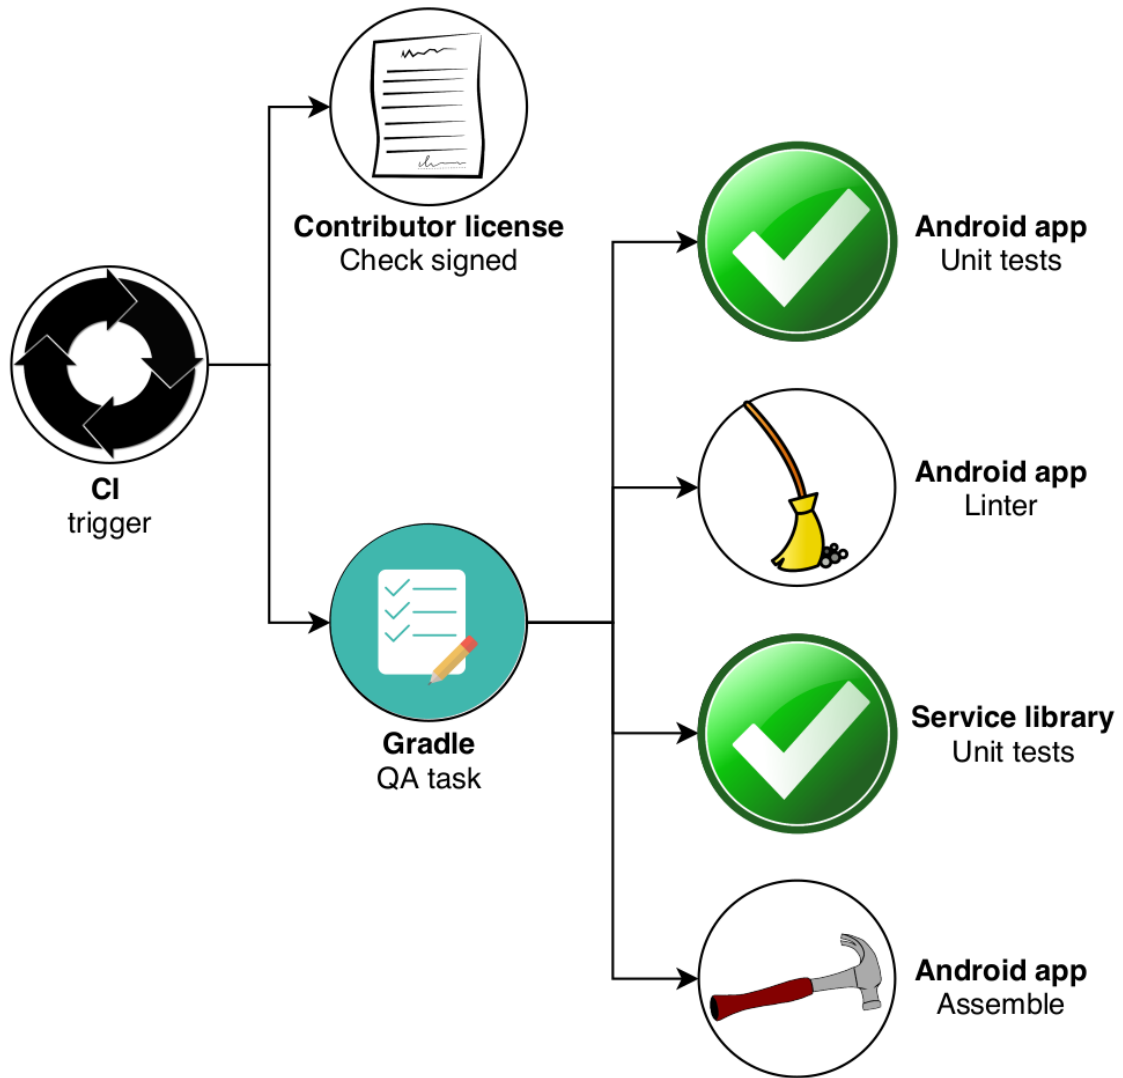 Contributor license
Check signed
CI
trigger
Gradle
QA task
Android app
Unit tests
Android app
Linter
Service library
Unit tests
Android app
Assemble